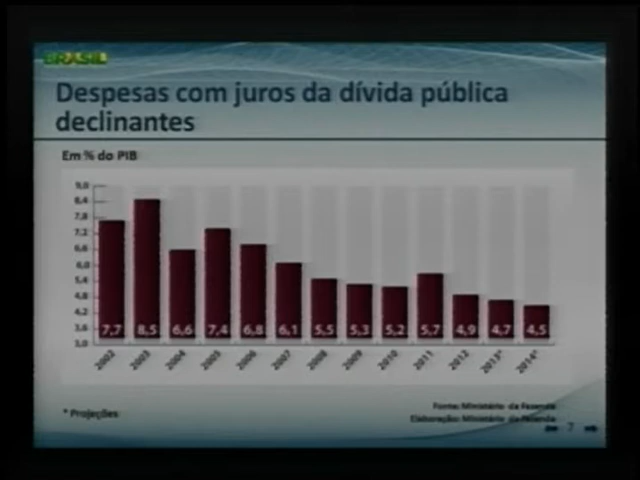 BRASIL
Despesas com juros da dívida pública
declinantes
Em % do PIB
9,0
8,4
7,8
7,2
6,6
6,0
5,4
4,8
4,2
3,6
3,0
7,7 8,5 6,6 7,4 6,8 6,1 5,5 5,3 5,2 5,7 4,9 4,7 4,5
2002 2003 2004 2005 2006 2007 2008 2009 2010 2011 2012 2013* 2014*
* Projeções
Fonte: Ministério da Fazenda
Elaboração: Ministério da Fazenda
7